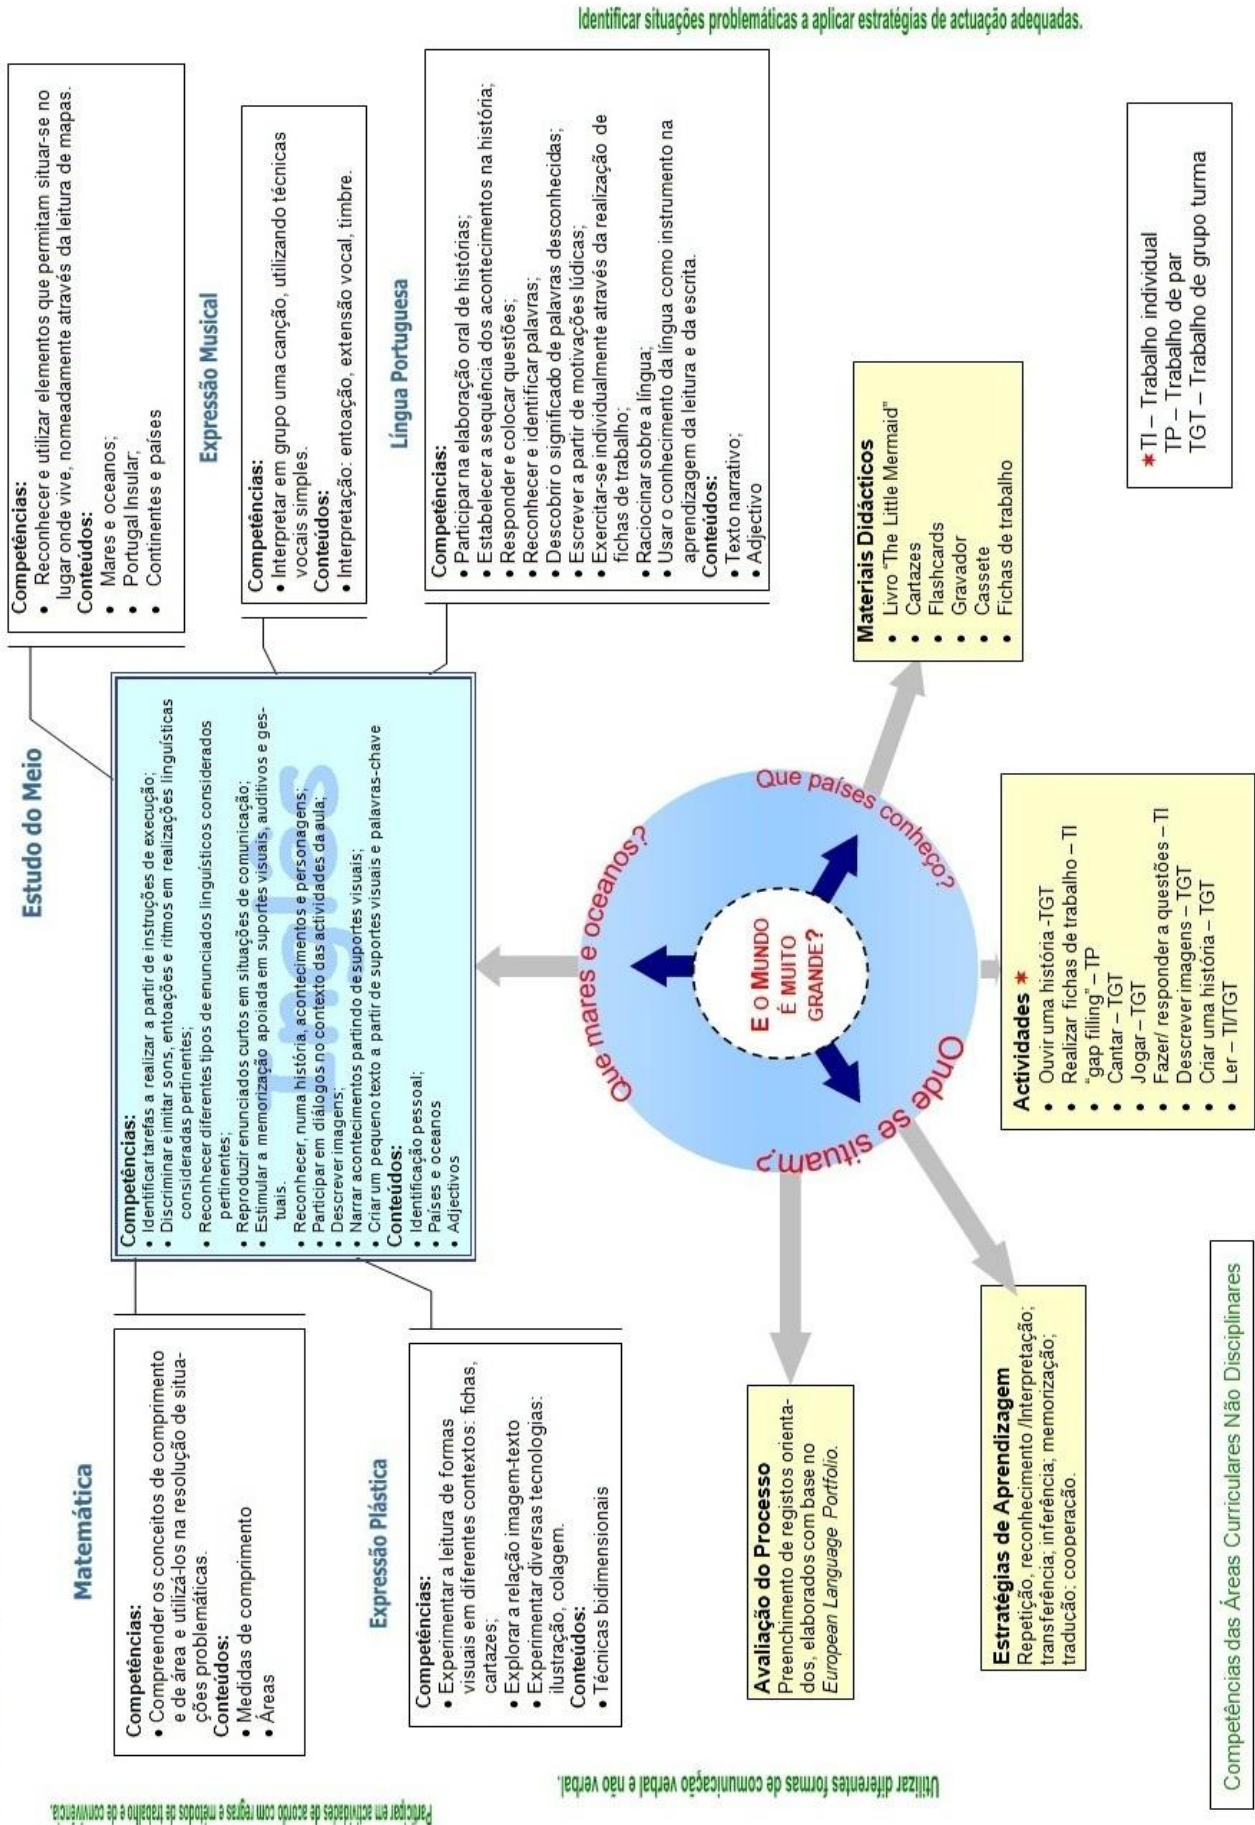 Identificar situações problemáticas a aplicar estratégias de actuação adequadas.
Estudo do Meio
Competências:
• Reconhecer e utilizar elementos que permitam situar-se no
lugar onde vive, nomeadamente através da leitura de mapas.
Conteúdos:
• Mares e oceanos;
• Portugal Insular;
• Continentes e países
Expressão Musical
Competências:
• Interpretar em grupo uma canção, utilizando técnicas
vocais simples.
Conteúdos:
• Interpretação: entoação, extensão vocal, timbre.
Língua Portuguesa
Competências:
• Participar na elaboração oral de histórias;
• Estabelecer a sequência dos acontecimentos na história;
• Responder e colocar questões;
• Reconhecer e identificar palavras;
• Descobrir o significado de palavras desconhecidas;
• Escrever a partir de motivações lúdicas;
• Exercitar-se individualmente através da realização de
fichas de trabalho;
• Raciocinar sobre a língua;
• Usar o conhecimento da língua como instrumento na
aprendizagem da leitura e da escrita.
Conteúdos:
• Texto narrativo;
• Adjectivo
Inglês
Competências:
• Identificar tarefas a realizar a partir de instruções de execução;
• Discriminar e imitar sons, entoações e ritmos em realizações linguísticas
consideradas pertinentes;
• Reconhecer diferentes tipos de enunciados linguísticos considerados
pertinentes;
• Reproduzir enunciados curtos em situações de comunicação;
• Estimular a memorização apoiada em suportes visuais, auditivos e ges-
tuais.
• Reconhecer, numa história, acontecimentos e personagens;
• Participar em diálogos no contexto das actividades da aula;
• Descrever imagens;
• Narrar acontecimentos partindo de suportes visuais;
• Criar um pequeno texto a partir de suportes visuais e palavras-chave
Conteúdos:
• Identificação pessoal;
• Países e oceanos
• Adjectivos
Matemática
Competências:
• Compreender os conceitos de comprimento
e de área e utilizá-los na resolução de situa-
ções problemáticas.
Conteúdos:
• Medidas de comprimento
• Áreas
Expressão Plástica
Competências:
• Experimentar a leitura de formas
visuais em diferentes contextos: fichas,
cartazes;
• Explorar a relação imagem-texto
• Experimentar diversas tecnologias:
ilustração, colagem.
Conteúdos:
• Técnicas bidimensionais
Que mares e oceanos?
Que países conheço?
Onde se situam?
E O MUNDO
É MUITO
GRANDE?
Materiais Didácticos
• Livro "The Little Mermaid"
• Cartazes
• Flashcards
• Gravador
• Cassete
• Fichas de trabalho
Actividades *
• Ouvir uma história -TGT
• Realizar fichas de trabalho – TI
• "gap filling" – TP
• Cantar – TGT
• Jogar – TGT
• Fazer/ responder a questões – TI
• Descrever imagens – TGT
• Criar uma história – TGT
• Ler – TI/TGT
* TI – Trabalho individual
TP – Trabalho de par
TGT – Trabalho de grupo turma
Avaliação do Processo
Preenchimento de registos orienta-
dos, elaborados com base no
European Language Portfolio.
Estratégias de Aprendizagem
Repetição, reconhecimento /Interpretação;
transferência; inferência; memorização;
tradução; cooperação.
Competências das Áreas Curriculares Não Disciplinares
Utilizar diferentes formas de comunicação verbal e não verbal.
Participar em actividades de acordo com regras e métodos de trabalho e de convivência.